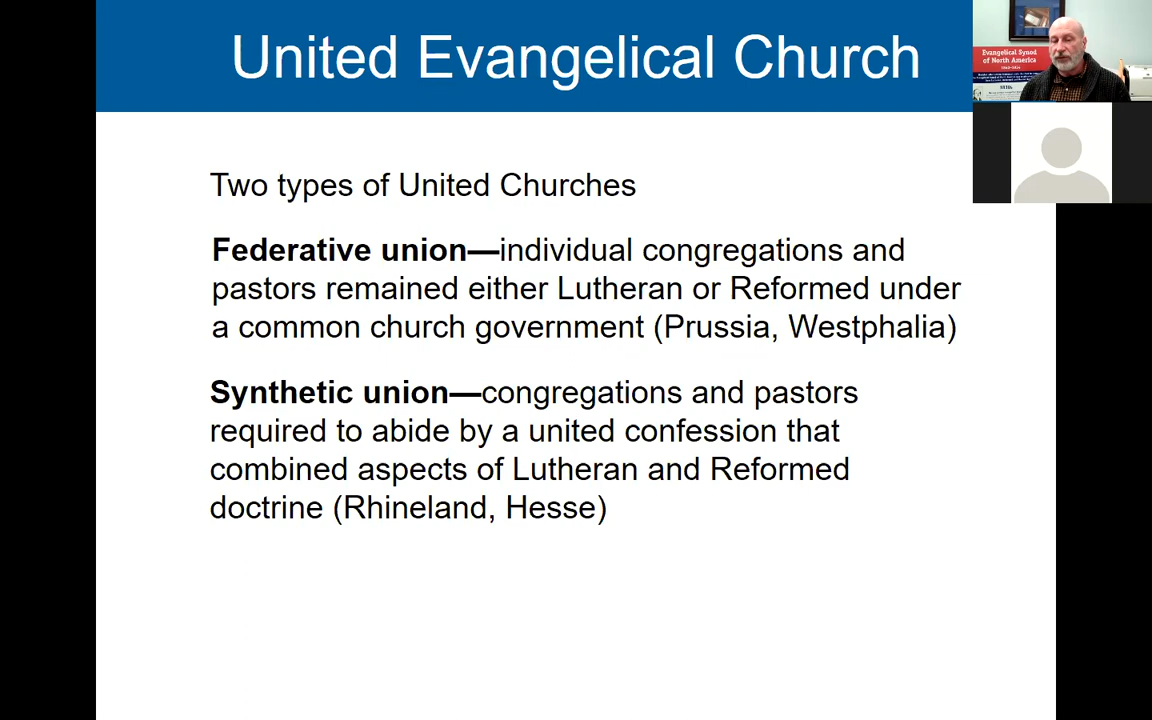 United Evangelical Church
Evangelical Synod
of North America
Two types of United Churches
Federative union—individual congregations and
pastors remained either Lutheran or Reformed under
a common church government (Prussia, Westphalia)
Synthetic union—congregations and pastors
required to abide by a united confession that
combined aspects of Lutheran and Reformed
doctrine (Rhineland, Hesse)